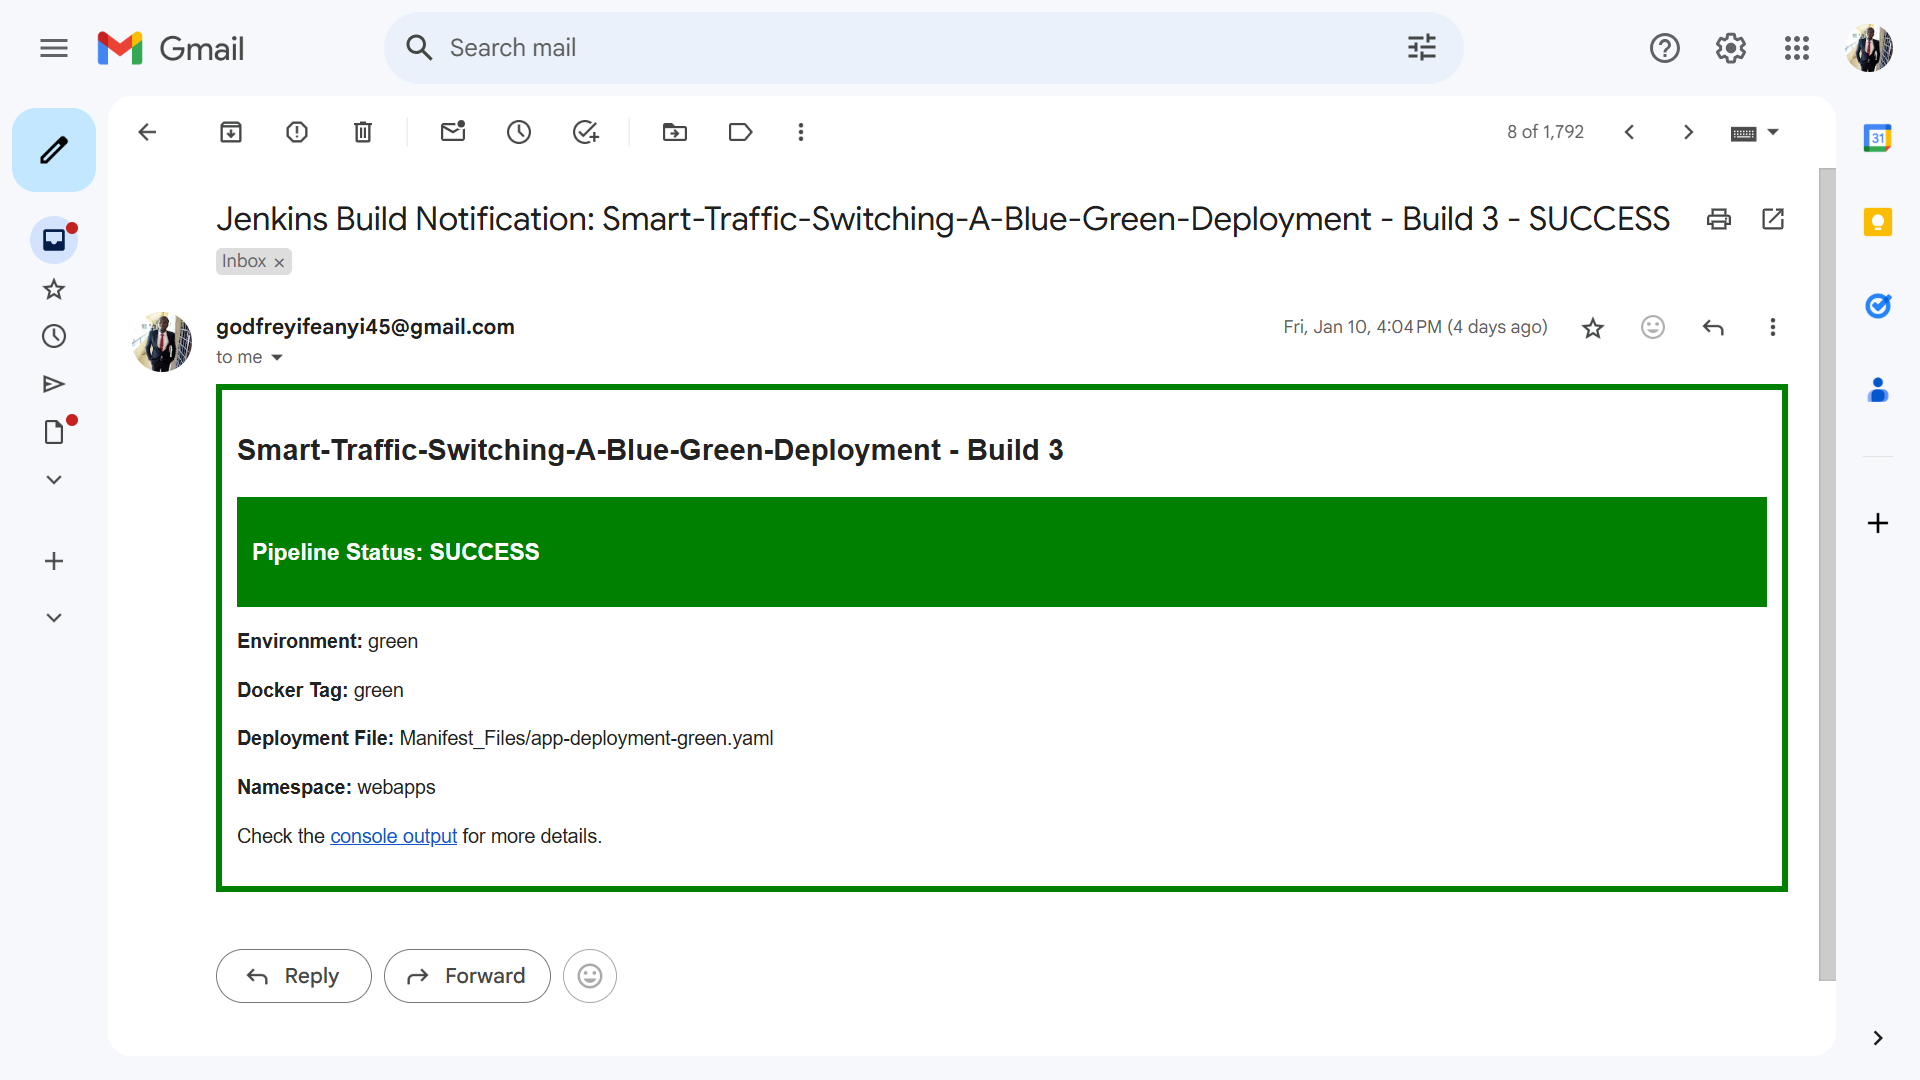 Gmail
Search mail
8 of 1,792
31
Jenkins Build Notification: Smart-Traffic-Switching-A-Blue-Green-Deployment - Build 3 - SUCCESS
Inbox x
godfreyifeanyi45@gmail.com
Fri, Jan 10, 4:04 PM (4 days ago)
to me
Smart-Traffic-Switching-A-Blue-Green-Deployment - Build 3
Pipeline Status: SUCCESS
Environment: green
Docker Tag: green
Deployment File: Manifest_Files/app-deployment-green.yaml
Namespace: webapps
Check the console output for more details.
Reply
Forward